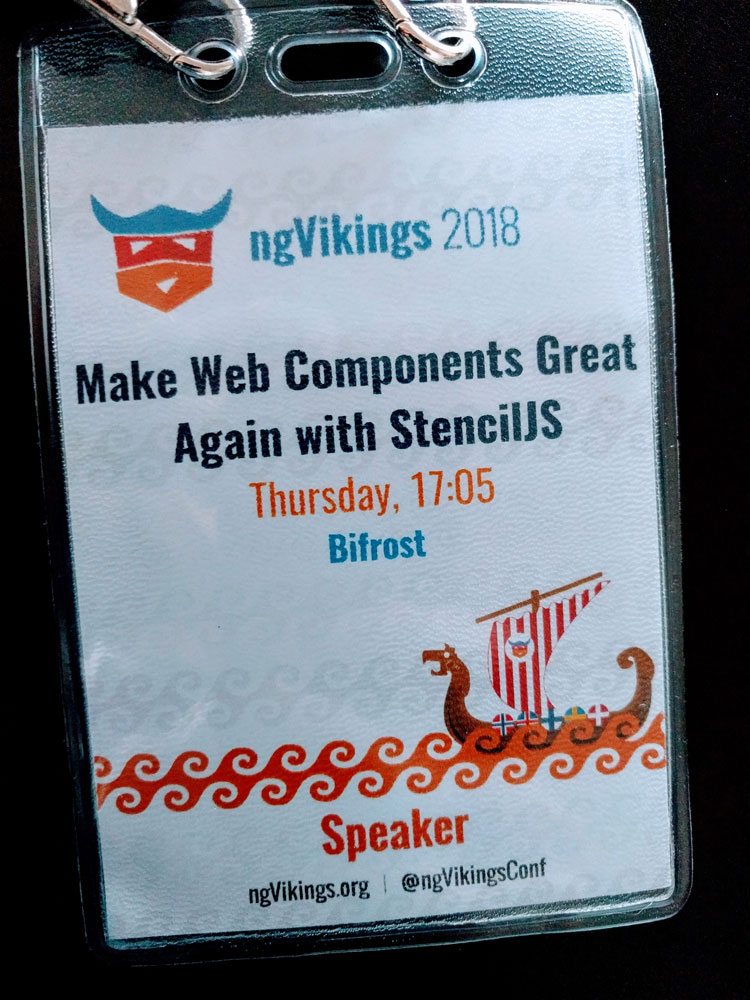 ngVikings 2018
Make Web Components Great
Again with StencilJS
Thursday, 17:05
Bifrost
Speaker
ngVikings.org | @ngVikingsConf